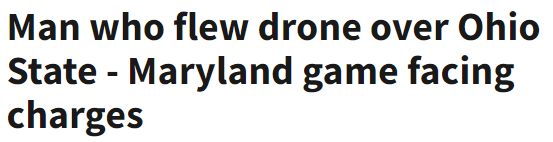 Man who flew drone over Ohio
State - Maryland game facing
charges